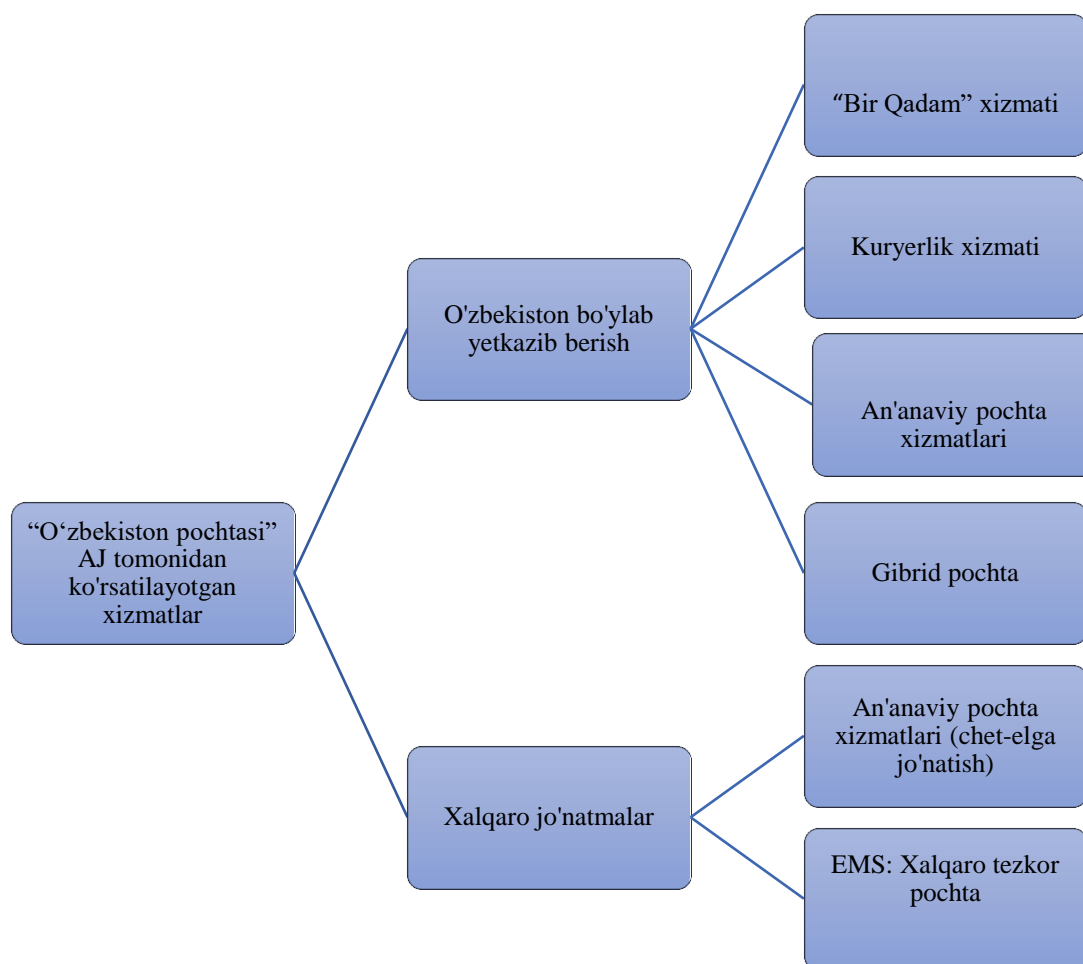 “Bir Qadam” xizmati
Kuryerlik xizmati
O'zbekiston bo'ylab
yetkazib berish
An'anaviy pochta
xizmatlari
“O‘zbekiston pochtasi”
AJ tomonidan
ko'rsatilayotgan
xizmatlar
Gibrid pochta
An'anaviy pochta
xizmatlari (chet-elga
jo'natish)
Xalqaro jo'natmalar
EMS: Xalqaro tezkor
pochta